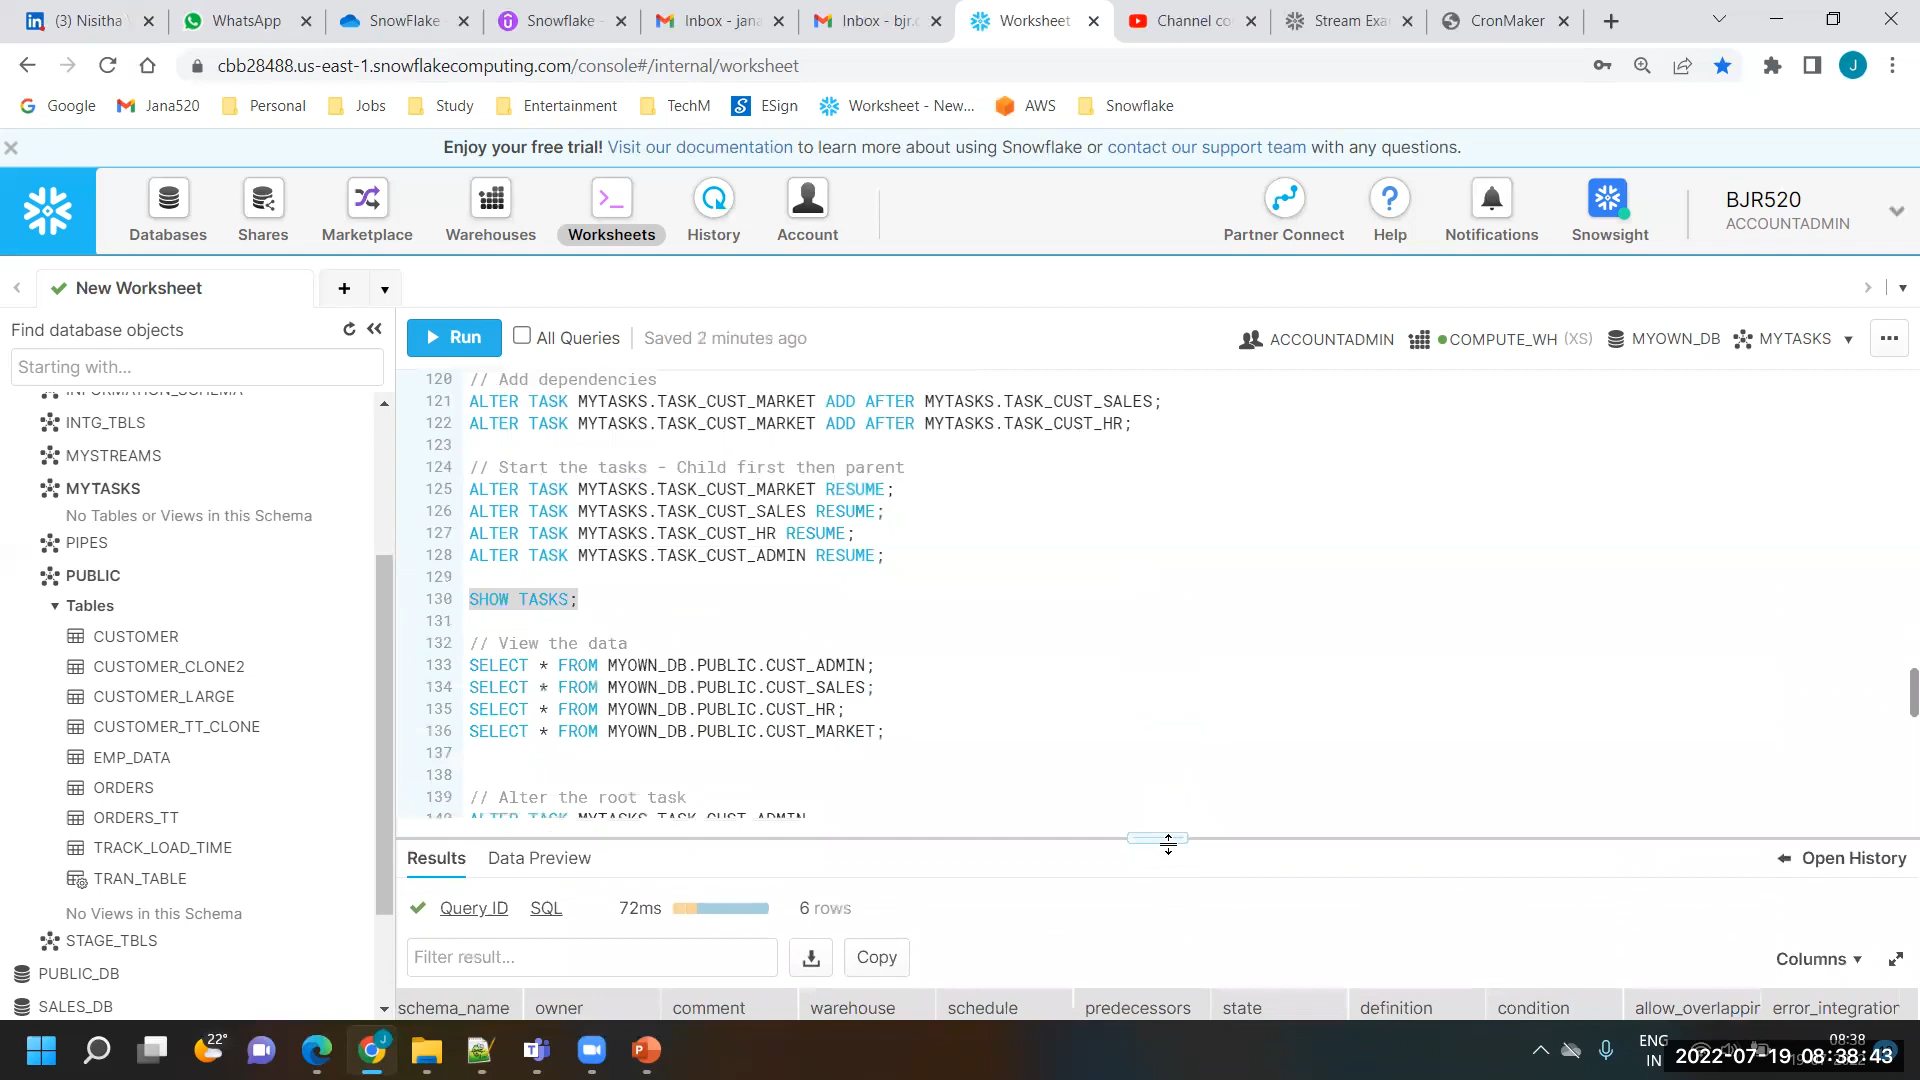 (3) Nisitha
WhatsApp
SnowFlake
Snowflake -
Inbox - jana
Inbox - bjr.c
Worksheet
Channel co
Stream Exa
CronMaker
cbb28488.us-east-1.snowflakecomputing.com/console#/internal/worksheet
Google
Jana520
Personal
Jobs
Study
Entertainment
TechM
ESign
Worksheet - New...
AWS
Snowflake
Enjoy your free trial! Visit our documentation to learn more about using Snowflake or contact our support team with any questions.
Databases
Shares
Marketplace
Warehouses
Worksheets
History
Account
Partner Connect
Help
Notifications
Snowsight
BJR520
ACCOUNTADMIN
New Worksheet
Find database objects
Starting with...
INFORMATION_SCHEMA
INTG_TBLS
MYSTREAMS
MYTASKS
No Tables or Views in this Schema
PIPES
PUBLIC
Tables
CUSTOMER
CUSTOMER_CLONE2
CUSTOMER_LARGE
CUSTOMER_TT_CLONE
EMP_DATA
ORDERS
ORDERS_TT
TRACK_LOAD_TIME
TRAN_TABLE
No Views in this Schema
STAGE_TBLS
PUBLIC_DB
SALES_DB
Run
All Queries
Saved 2 minutes ago
ACCOUNTADMIN
COMPUTE_WH (XS)
MYOWN_DB
MYTASKS
120 // Add dependencies
121 ALTER TASK MYTASKS.TASK_CUST_MARKET ADD AFTER MYTASKS.TASK_CUST_SALES;
122 ALTER TASK MYTASKS.TASK_CUST_MARKET ADD AFTER MYTASKS.TASK_CUST_HR;
123
124 // Start the tasks - Child first then parent
125 ALTER TASK MYTASKS.TASK_CUST_MARKET RESUME;
126 ALTER TASK MYTASKS.TASK_CUST_SALES RESUME;
127 ALTER TASK MYTASKS.TASK_CUST_HR RESUME;
128 ALTER TASK MYTASKS.TASK_CUST_ADMIN RESUME;
129
130 SHOW TASKS;
131
132 // View the data
133 SELECT * FROM MYOWN_DB.PUBLIC.CUST_ADMIN;
134 SELECT * FROM MYOWN_DB.PUBLIC.CUST_SALES;
135 SELECT * FROM MYOWN_DB.PUBLIC.CUST_HR;
136 SELECT * FROM MYOWN_DB.PUBLIC.CUST_MARKET;
137
138
139 // Alter the root task
140 ALTER TASK MYTASKS.TASK_CUST_ADMIN
Results
Data Preview
Open History
Query ID
SQL
72ms
6 rows
Filter result...
Copy
Columns
schema_name
owner
comment
warehouse
schedule
predecessors
state
definition
condition
allow_overlappin
error_integration
22°
ENG
IN
08:38
2022-07-19 08:38:43